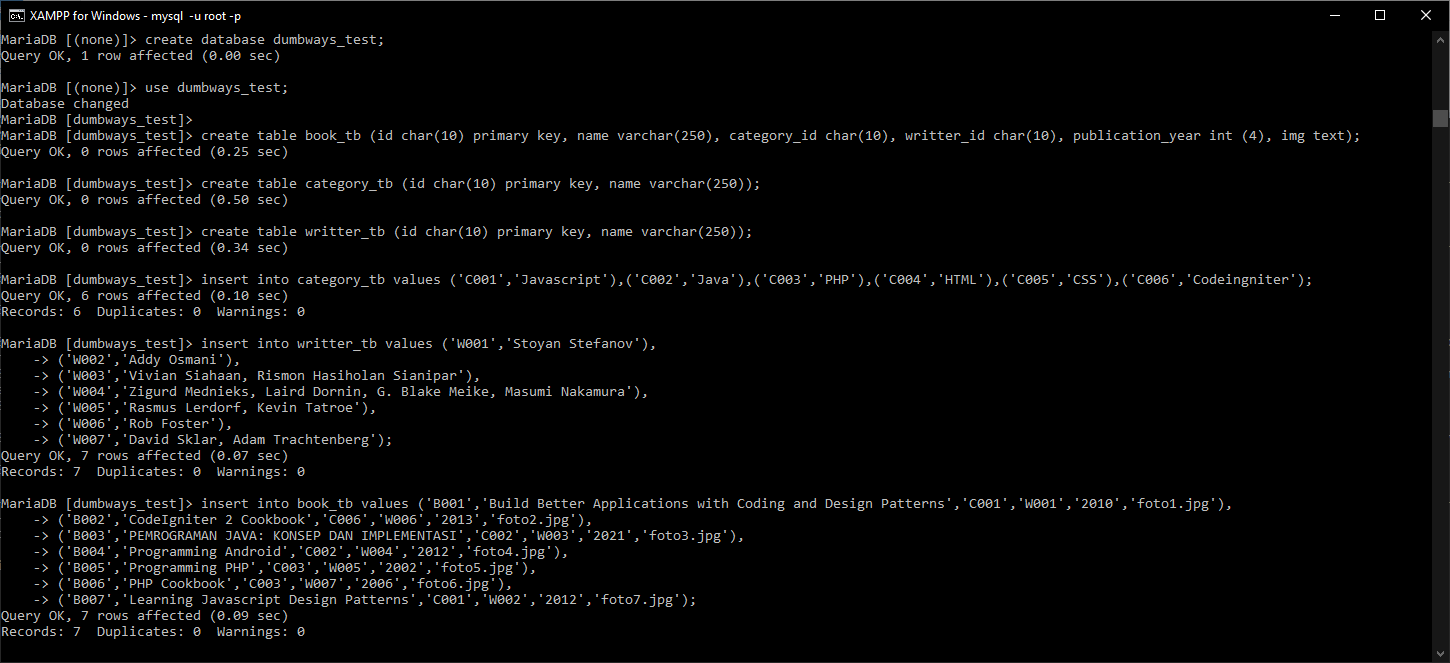 XAMPP for Windows - mysql  -u root -p
MariaDB [(none)]> create database dumbways_test;
Query OK, 1 row affected (0.00 sec)
MariaDB [(none)]> use dumbways_test;
Database changed
MariaDB [dumbways_test]>
MariaDB [dumbways_test]> create table book_tb (id char(10) primary key, name varchar(250), category_id char(10), writter_id char(10), publication_year int (4), img text);
Query OK, 0 rows affected (0.25 sec)
MariaDB [dumbways_test]> create table category_tb (id char(10) primary key, name varchar(250));
Query OK, 0 rows affected (0.50 sec)
MariaDB [dumbways_test]> create table writter_tb (id char(10) primary key, name varchar(250));
Query OK, 0 rows affected (0.34 sec)
MariaDB [dumbways_test]> insert into category_tb values ('C001','Javascript'),('C002','Java'),('C003','PHP'),('C004','HTML'),('C005','CSS'),('C006','Codeingniter');
Query OK, 6 rows affected (0.10 sec)
Records: 6  Duplicates: 0  Warnings: 0
MariaDB [dumbways_test]> insert into writter_tb values ('W001','Stoyan Stefanov'),
    -> ('W002','Addy Osmani'),
    -> ('W003','Vivian Siahaan, Rismon Hasiholan Sianipar'),
    -> ('W004','Zigurd Mednieks, Laird Dornin, G. Blake Meike, Masumi Nakamura'),
    -> ('W005','Rasmus Lerdorf, Kevin Tatroe'),
    -> ('W006','Rob Foster'),
    -> ('W007','David Sklar, Adam Trachtenberg');
Query OK, 7 rows affected (0.07 sec)
Records: 7  Duplicates: 0  Warnings: 0
MariaDB [dumbways_test]> insert into book_tb values ('B001','Build Better Applications with Coding and Design Patterns','C001','W001','2010','foto1.jpg'),
    -> ('B002','CodeIgniter 2 Cookbook','C006','W006','2013','foto2.jpg'),
    -> ('B003','PEMROGRAMAN JAVA: KONSEP DAN IMPLEMENTASI','C002','W003','2021','foto3.jpg'),
    -> ('B004','Programming Android','C002','W004','2012','foto4.jpg'),
    -> ('B005','Programming PHP','C003','W005','2002','foto5.jpg'),
    -> ('B006','PHP Cookbook','C003','W007','2006','foto6.jpg'),
    -> ('B007','Learning Javascript Design Patterns','C001','W002','2012','foto7.jpg');
Query OK, 7 rows affected (0.09 sec)
Records: 7  Duplicates: 0  Warnings: 0